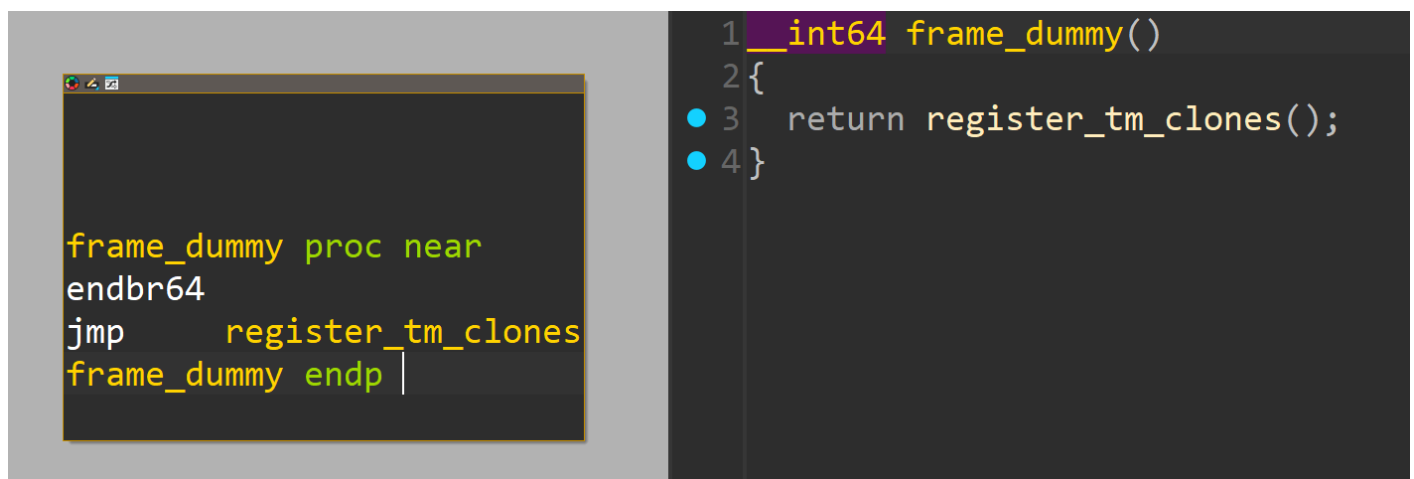 frame_dummy proc near
endbr64
jmp register_tm_clones
frame_dummy endp
1 __int64 frame_dummy()
2 {
3 return register_tm_clones();
4 }